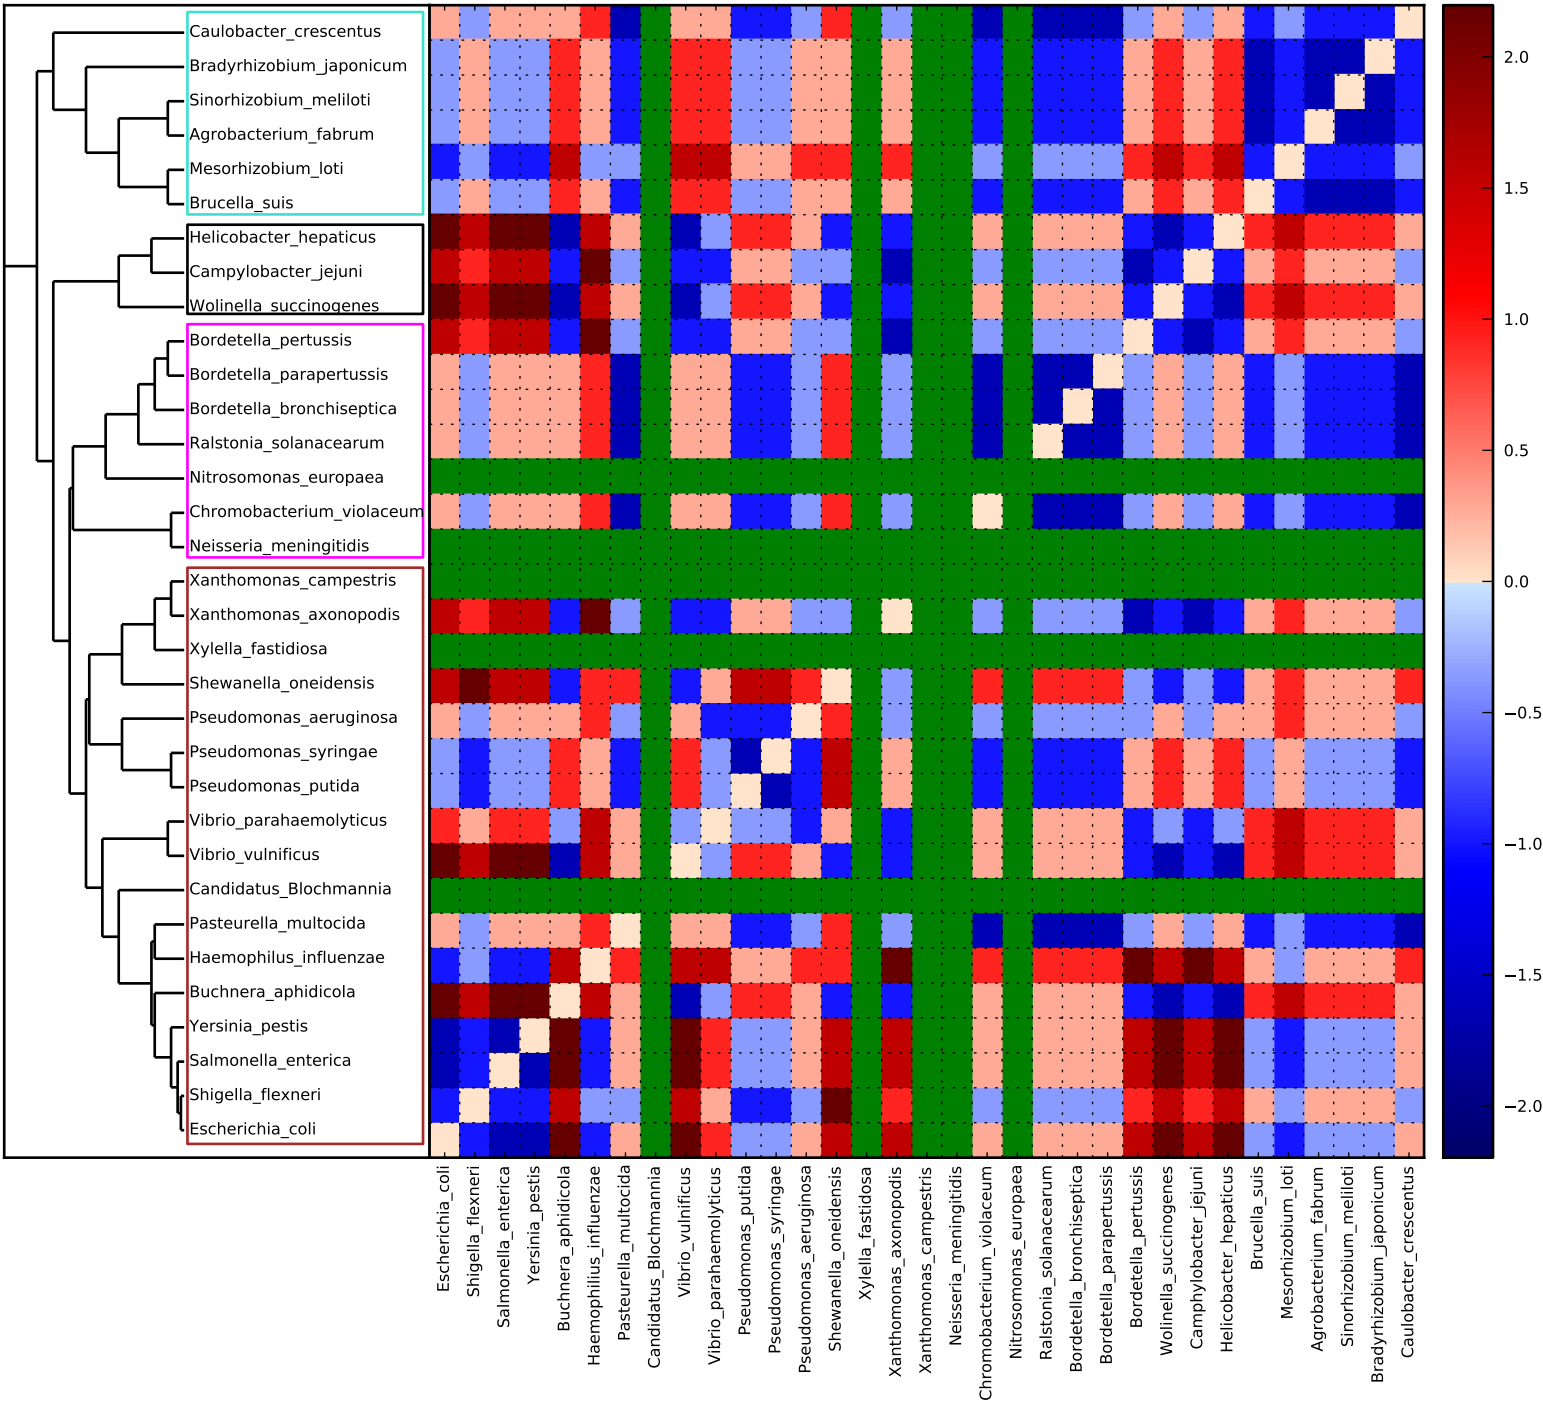 Caulobacter_crescentus
Bradyrhizobium_japonicum
Sinorhizobium_meliloti
Agrobacterium_fabrum
Mesorhizobium_loti
Brucella_suis
Helicobacter_hepaticus
Campylobacter_jejuni
Wolinella_succinogenes
Bordetella_pertussis
Bordetella_parapertussis
Bordetella_bronchiseptica
Ralstonia_solanacearum
Nitrosomonas_europaea
Chromobacterium_violaceum
Neisseria_meningitidis
Xanthomonas_campestris
Xanthomonas_axonopodis
Xylella_fastidiosa
Shewanella_oneidensis
Pseudomonas_aeruginosa
Pseudomonas_syringae
Pseudomonas_putida
Vibrio_parahaemolyticus
Vibrio_vulnificus
Candidatus_Blochmannia
Pasteurella_multocida
Haemophilus_influenzae
Buchnera_aphidicola
Yersinia_pestis
Salmonella_enterica
Shigella_flexneri
Escherichia_coli
Escherichia_coli
Shigella_flexneri
Salmonella_enterica
Yersinia_pestis
Buchnera_aphidicola
Haemophilius_influenzae
Pasteurella_multocida
Candidatus_Blochmannia
Vibrio_vulnificus
Vibrio_parahaemolyticus
Pseudomonas_putida
Pseudomonas_syringae
Pseudomonas_aeruginosa
Shewanella_oneidensis
Xylella_fastidosa
Xanthomonas_axonopodis
Xanthomonas_campestris
Neisseria_meningitidis
Chromobacterium_violaceum
Nitrosomonas_europaea
Ralstonia_solanacearum
Bordetella_bronchiseptica
Bordetella_parapertussis
Bordetella_pertussis
Wolinella_succinogenes
Camphylobacter_jejuni
Helicobacter_hepaticus
Brucella_suis
Mesorhizobium_loti
Agrobacterium_fabrum
Sinorhizobium_meliloti
Bradyrhizobium_japonicum
Caulobacter_crescentus
2.0
1.5
1.0
0.5
0.0
−0.5
−1.0
−1.5
−2.0